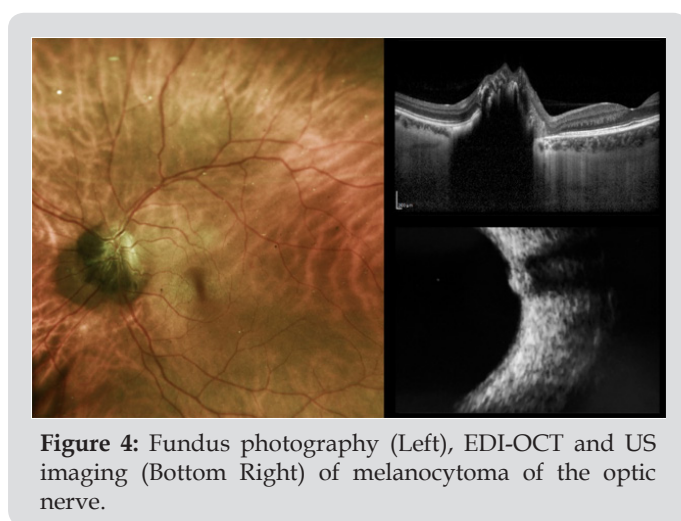 Figure 4: Fundus photography (Left), EDI-OCT and US
imaging (Bottom Right) of melanocytoma of the optic
nerve.